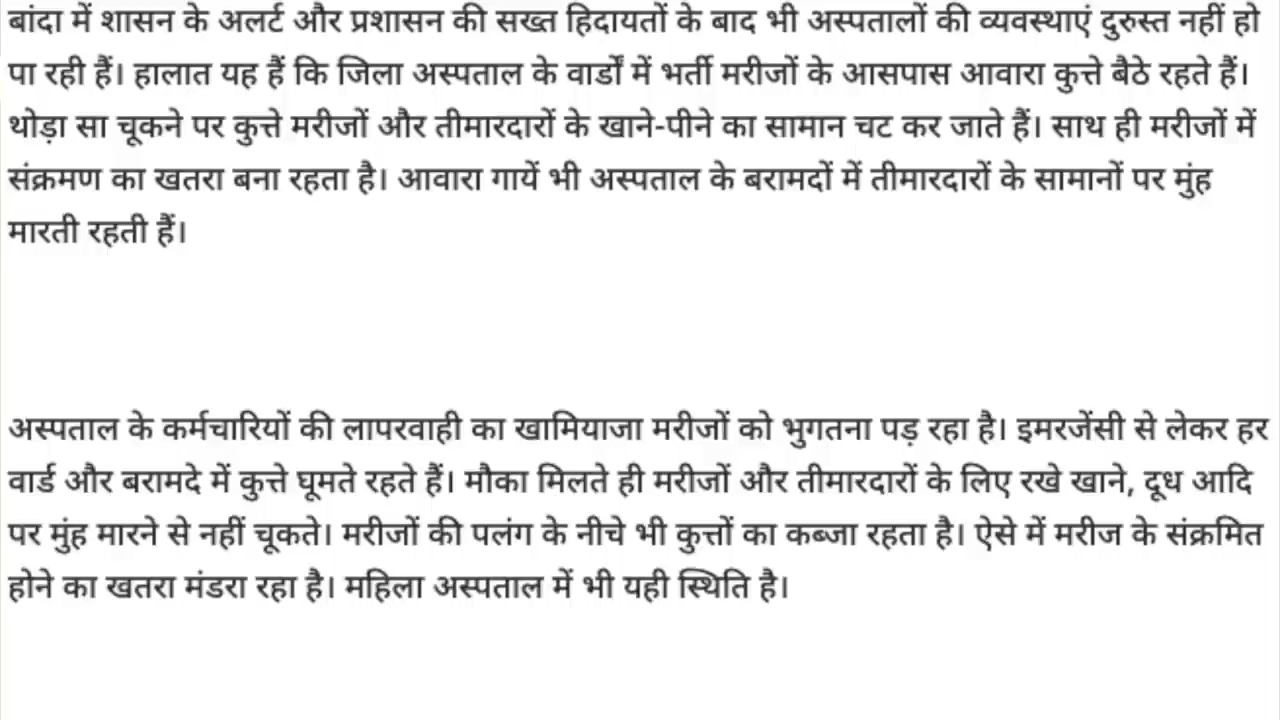 बांदा में शासन के अलर्ट और प्रशासन की सख्त हिदायतों के बाद भी अस्पतालों की व्यवस्थाएं दुरुस्त नहीं हो
पा रही हैं। हालात यह हैं कि जिला अस्पताल के वार्डों में भर्ती मरीजों के आसपास आवारा कुत्ते बैठे रहते हैं।
थोड़ा सा चूकने पर कुत्ते मरीजों और तीमारदारों के खाने-पीने का सामान चट कर जाते हैं। साथ ही मरीजों में
संक्रमण का खतरा बना रहता है। आवारा गायें भी अस्पताल के बरामदों में तीमारदारों के सामानों पर मुंह
मारती रहती हैं।
अस्पताल के कर्मचारियों की लापरवाही का खामियाजा मरीजों को भुगतना पड़ रहा है। इमरजेंसी से लेकर हर
वार्ड और बरामदे में कुत्ते घूमते रहते हैं। मौका मिलते ही मरीजों और तीमारदारों के लिए रखे खाने, दूध आदि
पर मुंह मारने से नहीं चूकते। मरीजों की पलंग के नीचे भी कुत्तों का कब्जा रहता है। ऐसे में मरीज के संक्रमित
होने का खतरा मंडरा रहा है। महिला अस्पताल में भी यही स्थिति है।